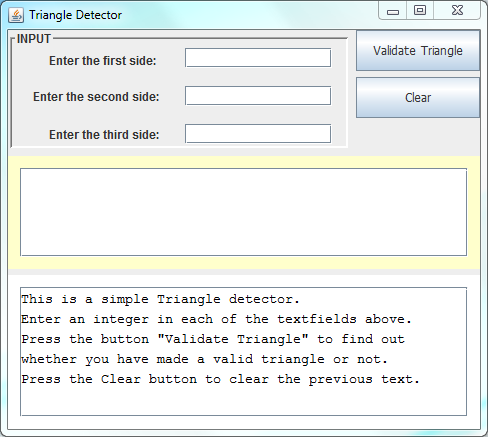 Triangle Detector
INPUT
Enter the first side:
Validate Triangle
Enter the second side:
Clear
Enter the third side:
This is a simple Triangle detector.
Enter an integer in each of the textfields above.
Press the button "Validate Triangle" to find out
whether you have made a valid triangle or not.
Press the Clear button to clear the previous text.